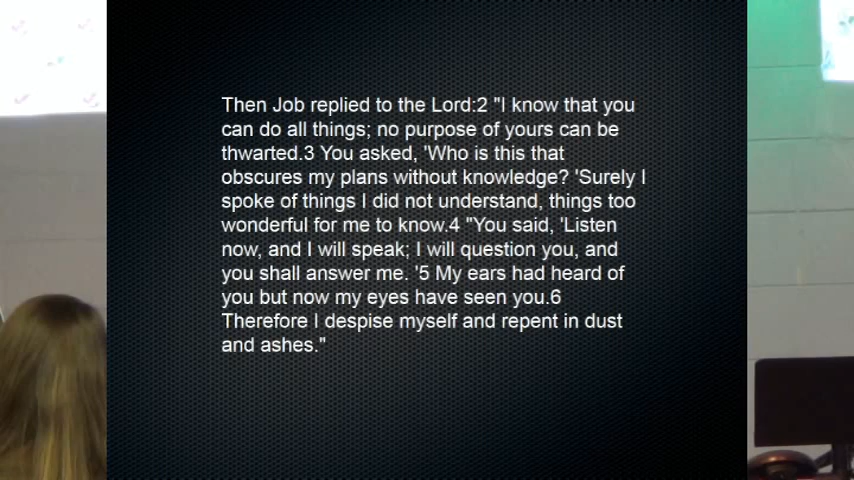 Then Job replied to the Lord:2 "I know that you
can do all things; no purpose of yours can be
thwarted.3 You asked, 'Who is this that
obscures my plans without knowledge? 'Surely I
spoke of things I did not understand, things too
wonderful for me to know.4 "You said, 'Listen
now, and I will speak; I will question you, and
you shall answer me. '5 My ears had heard of
you but now my eyes have seen you.6
Therefore I despise myself and repent in dust
and ashes."